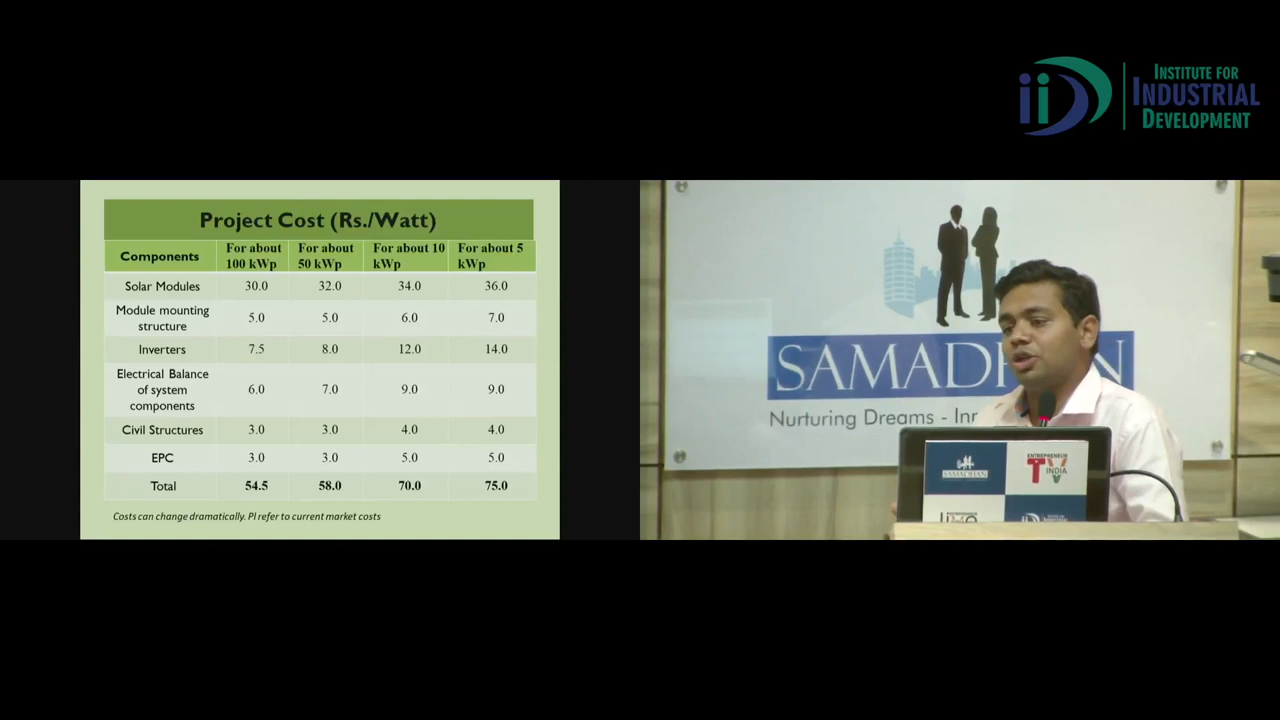 INSTITUTE FOR
INDUSTRIAL
DEVELOPMENT
Project Cost (Rs./Watt)
Components For about 100 kWp For about 50 kWp For about 10 kWp For about 5 kWp
Solar Modules 30.0 32.0 34.0 36.0
Module mounting structure 5.0 5.0 6.0 7.0
Inverters 7.5 8.0 12.0 14.0
Electrical Balance of system components 6.0 7.0 9.0 9.0
Civil Structures 3.0 3.0 4.0 4.0
EPC 3.0 3.0 5.0 5.0
Total 54.5 58.0 70.0 75.0
Costs can change dramatically. Pl refer to current market costs
SAMADH N
Nurturing Dreams - Inn
SAMADHAN
ENTREPRENEUR
TV
INDIA